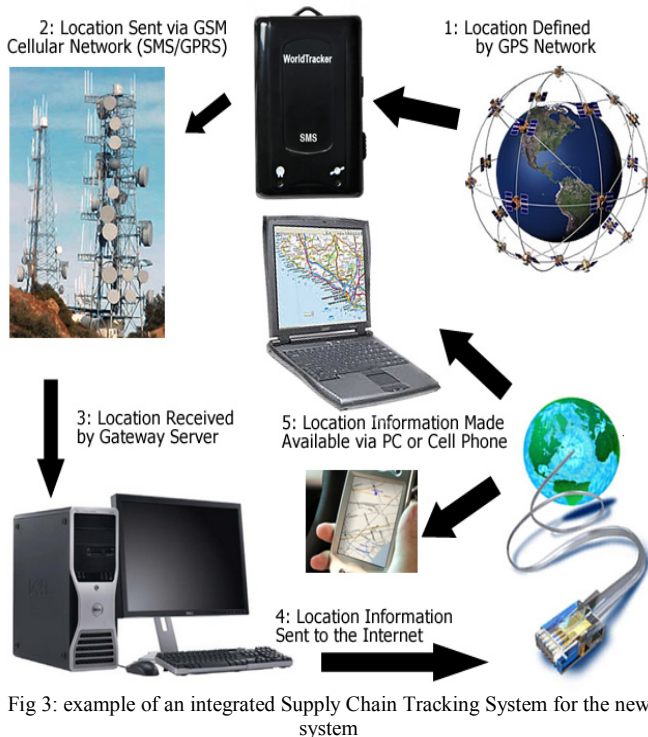 2: Location Sent via GSM
Cellular Network (SMS/GPRS)
1: Location Defined
by GPS Network
WorldTracker
SMS
3: Location Received
by Gateway Server
5: Location Information Made
Available via PC or Cell Phone
4: Location Information
Sent to the Internet
Fig 3: example of an integrated Supply Chain Tracking System for the new
system